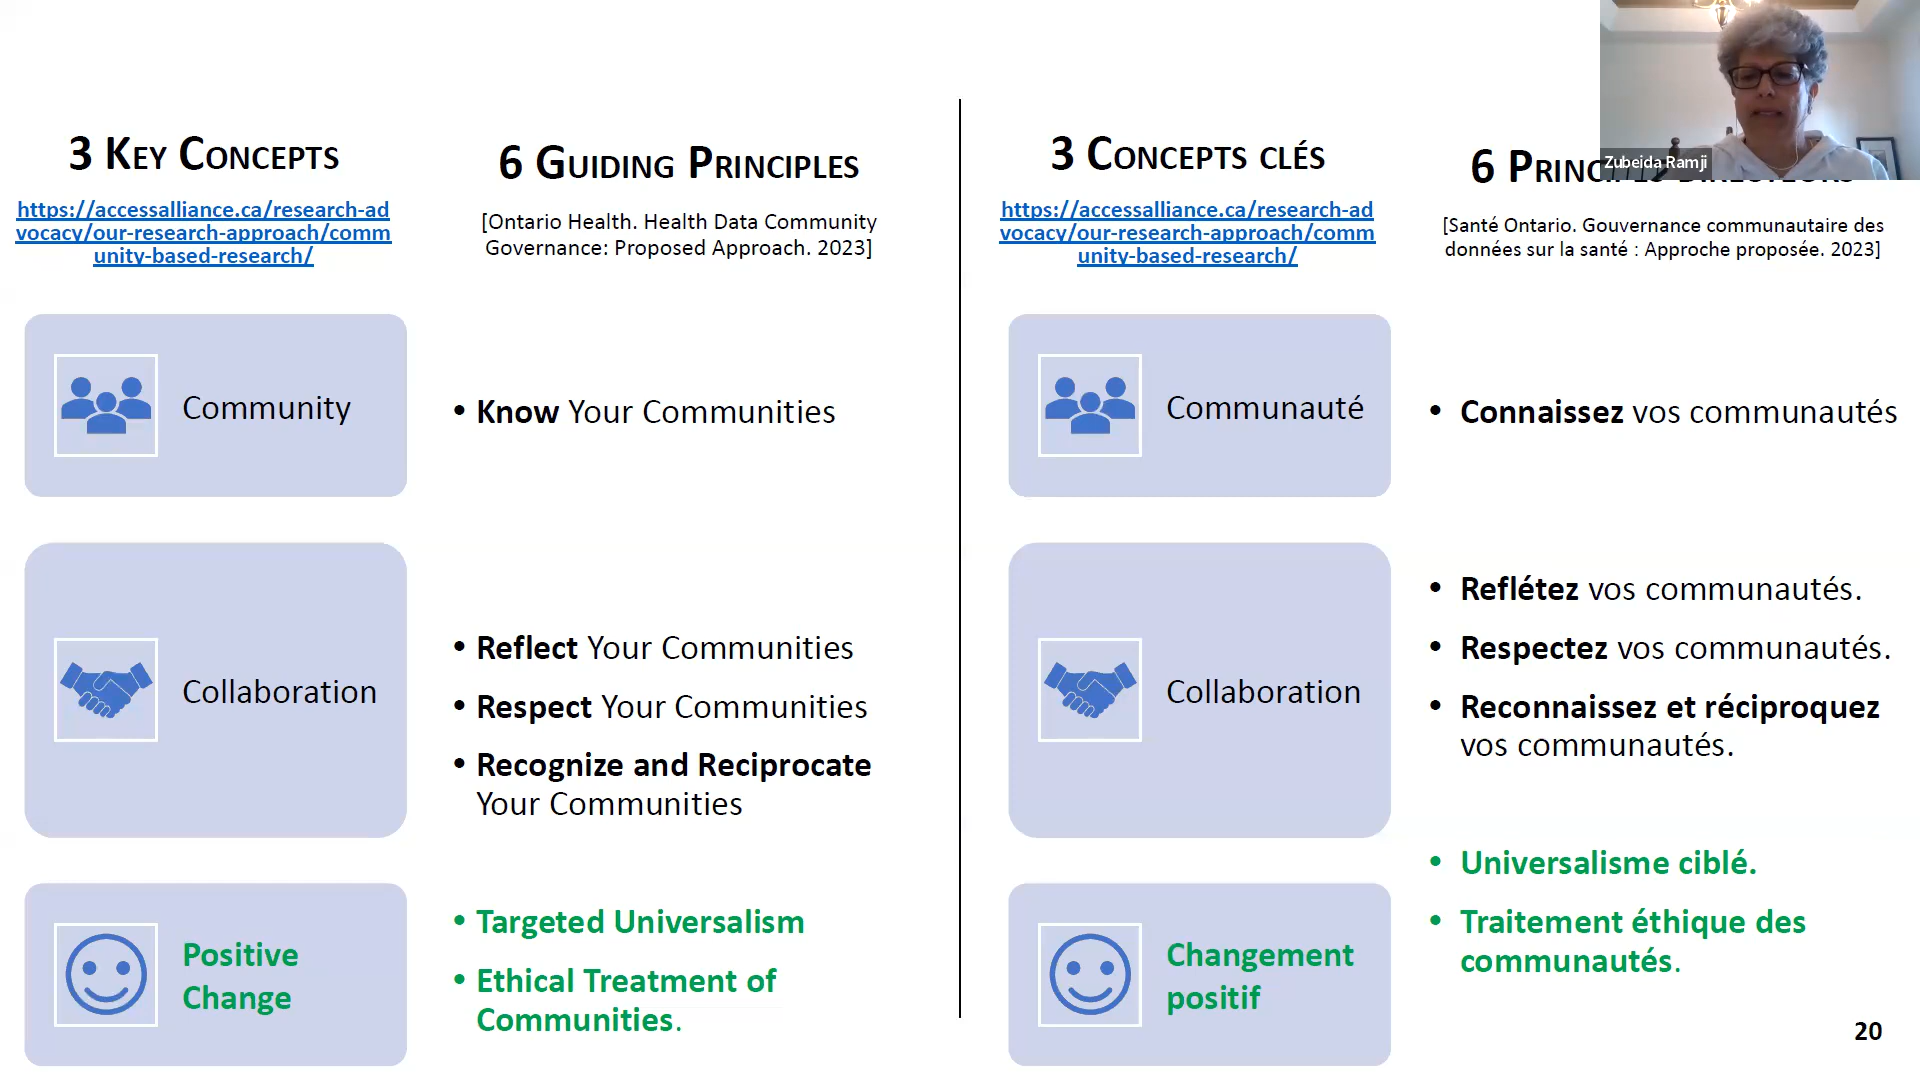 3 Key Concepts
https://accessalliance.ca/research-ad
vocacy/our-research-approach/comm
unity-based-research/
6 Guiding Principles
[Ontario Health. Health Data Community
Governance: Proposed Approach. 2023]
Community
• Know Your Communities
Collaboration
• Reflect Your Communities
• Respect Your Communities
• Recognize and Reciprocate
Your Communities
Positive
Change
• Targeted Universalism
• Ethical Treatment of
Communities.
3 Concepts clés
https://accessalliance.ca/research-ad
vocacy/our-research-approach/comm
unity-based-research/
6
Zubeida Ramji
[Santé Ontario. Gouvernance communautaire des
données sur la santé : Approche proposée. 2023]
Communauté
• Connaissez vos communautés
Collaboration
• Reflétez vos communautés.
• Respectez vos communautés.
• Reconnaissez et réciproquez
vos communautés.
Changement
positif
• Universalisme ciblé.
• Traitement éthique des
communautés.
20